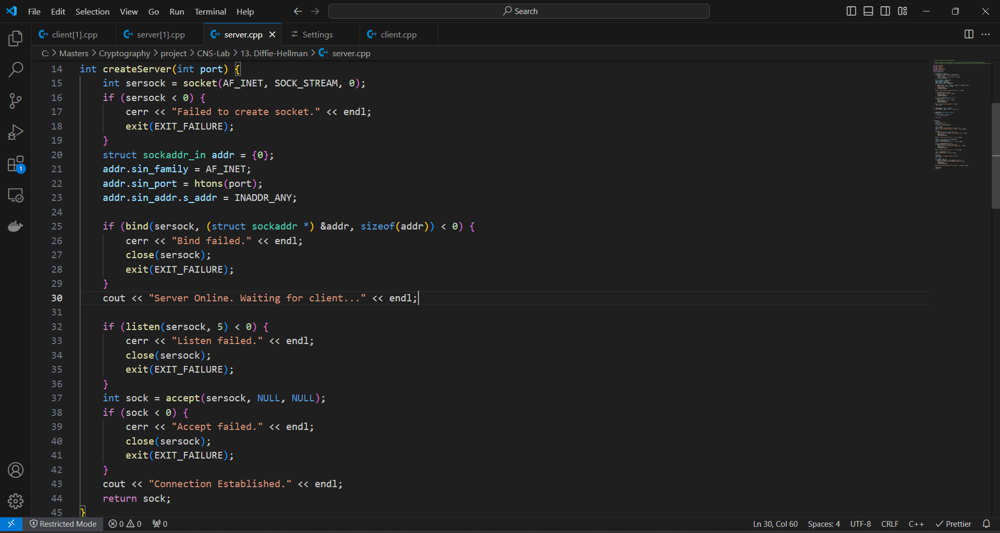 File Edit Selection View Go Run Terminal Help Search
client[1].cpp server[1].cpp server.cpp Settings client.cpp
C: > Masters > Cryptography > project > CNS-Lab > 13. Diffie-Hellman > server.cpp
14 int createServer(int port) {
15     int sersock = socket(AF_INET, SOCK_STREAM, 0);
16     if (sersock < 0) {
17         cerr << "Failed to create socket." << endl;
18         exit(EXIT_FAILURE);
19     }
20     struct sockaddr_in addr = {0};
21     addr.sin_family = AF_INET;
22     addr.sin_port = htons(port);
23     addr.sin_addr.s_addr = INADDR_ANY;
24
25     if (bind(sersock, (struct sockaddr *) &addr, sizeof(addr)) < 0) {
26         cerr << "Bind failed." << endl;
27         close(sersock);
28         exit(EXIT_FAILURE);
29     }
30     cout << "Server Online. Waiting for client..." << endl;
31
32     if (listen(sersock, 5) < 0) {
33         cerr << "Listen failed." << endl;
34         close(sersock);
35         exit(EXIT_FAILURE);
36     }
37     int sock = accept(sersock, NULL, NULL);
38     if (sock < 0) {
39         cerr << "Accept failed." << endl;
40         close(sersock);
41         exit(EXIT_FAILURE);
42     }
43     cout << "Connection Established." << endl;
44     return sock;
45 }
1
Restricted Mode 0 0 0 Ln 30, Col 60 Spaces: 4 UTF-8 CRLF C++ Prettier